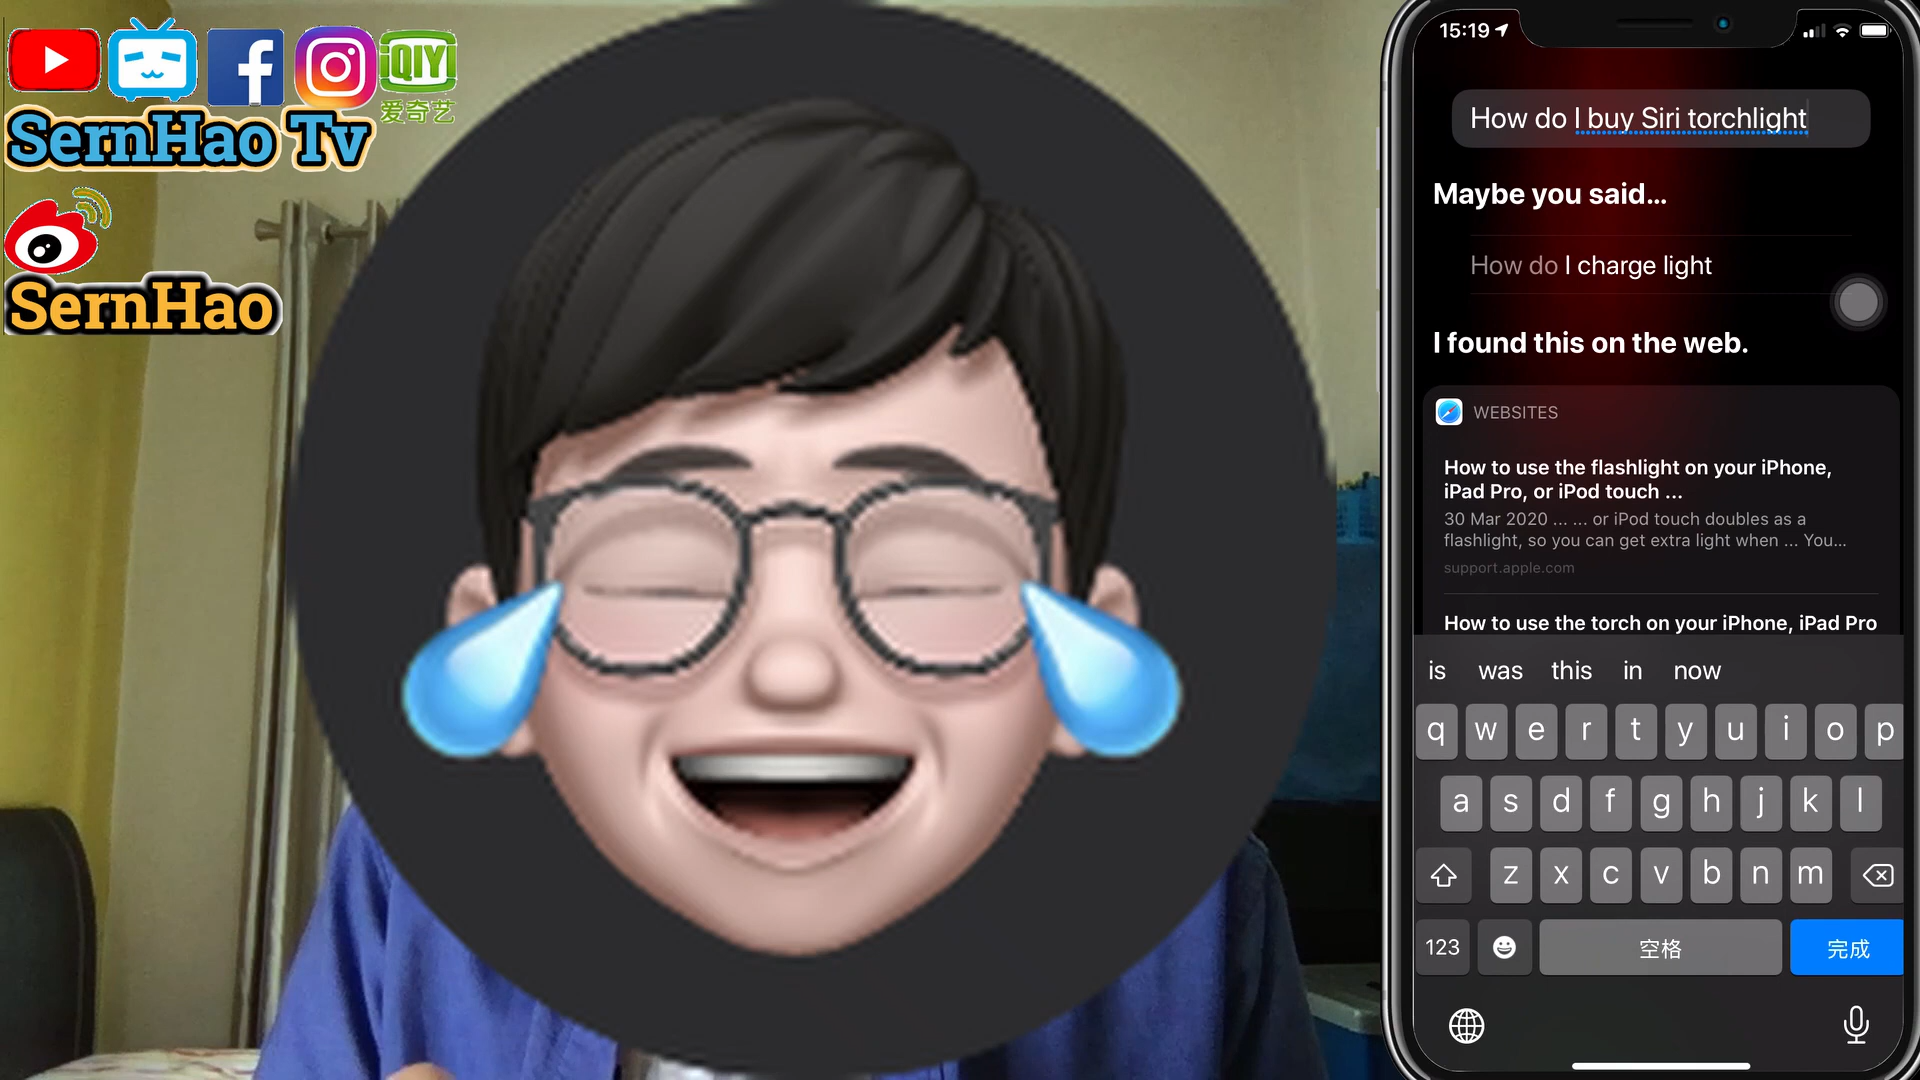 iQIY
爱奇艺
SernHao Tv
SernHao
15:19
How do I buy Siri torchlight
Maybe you said...
How do I charge light
I found this on the web.
WEBSITES
How to use the flashlight on your iPhone,
iPad Pro, or iPod touch ...
30 Mar 2020 ... ... or iPod touch doubles as a
flashlight, so you can get extra light when ... You...
support.apple.com
How to use the torch on your iPhone, iPad Pro
is was this in now
q w e r t y u i o p
a s d f g h j k l
z x c v b n m
123 空格 完成